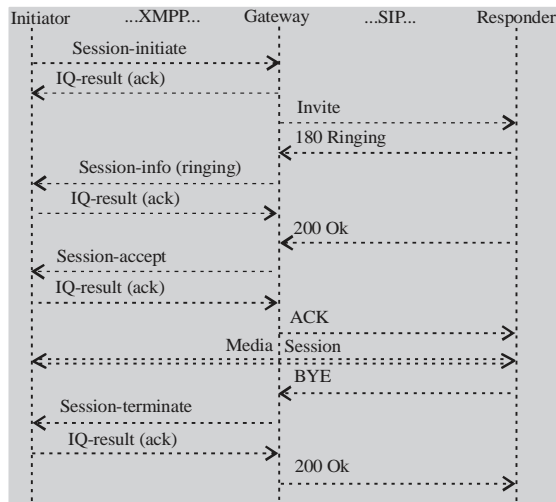 Initiator ...XMPP... Gateway ...SIP... Responder
Session-initiate
IQ-result (ack)
Invite
180 Ringing
Session-info (ringing)
IQ-result (ack)
200 Ok
Session-accept
IQ-result (ack)
ACK
Media Session
BYE
Session-terminate
IQ-result (ack)
200 Ok